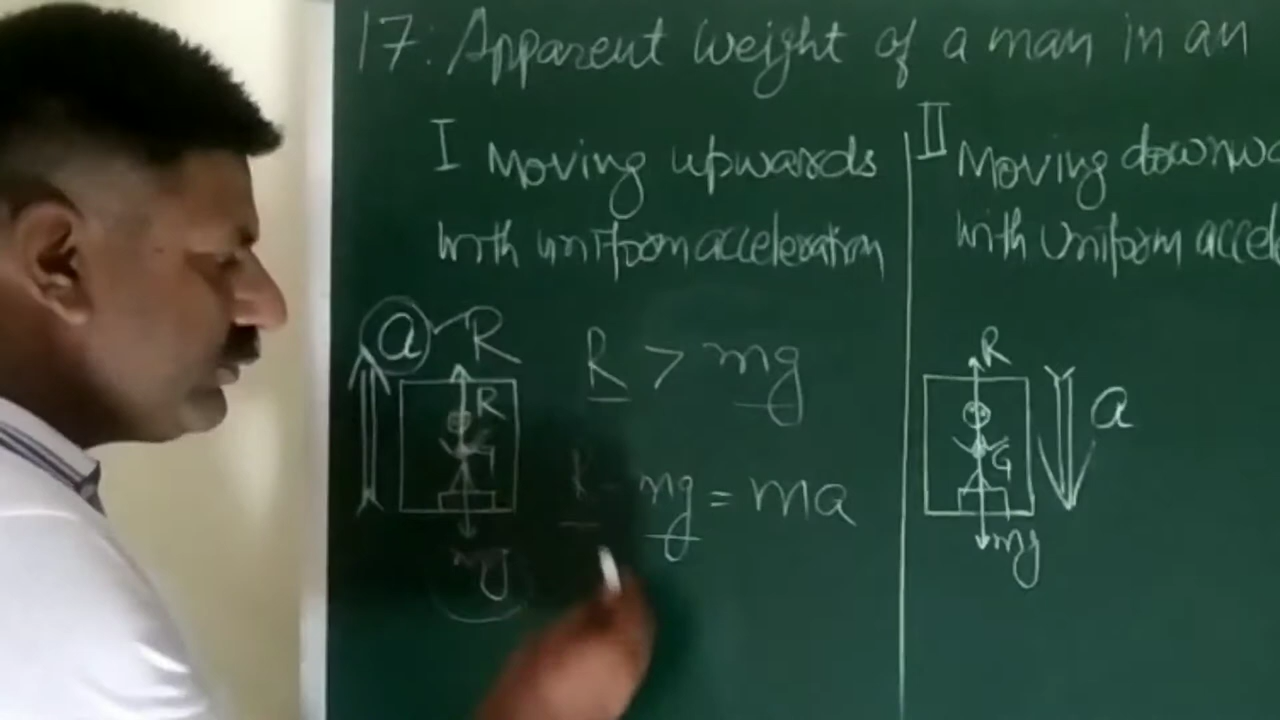 17. Apparent weight of a man in an
I Moving upwards
with uniform acceleration
a R
R
G
mg
R > mg
R - mg = ma
II Moving downwa
with Uniform accel
R
a
G
mg